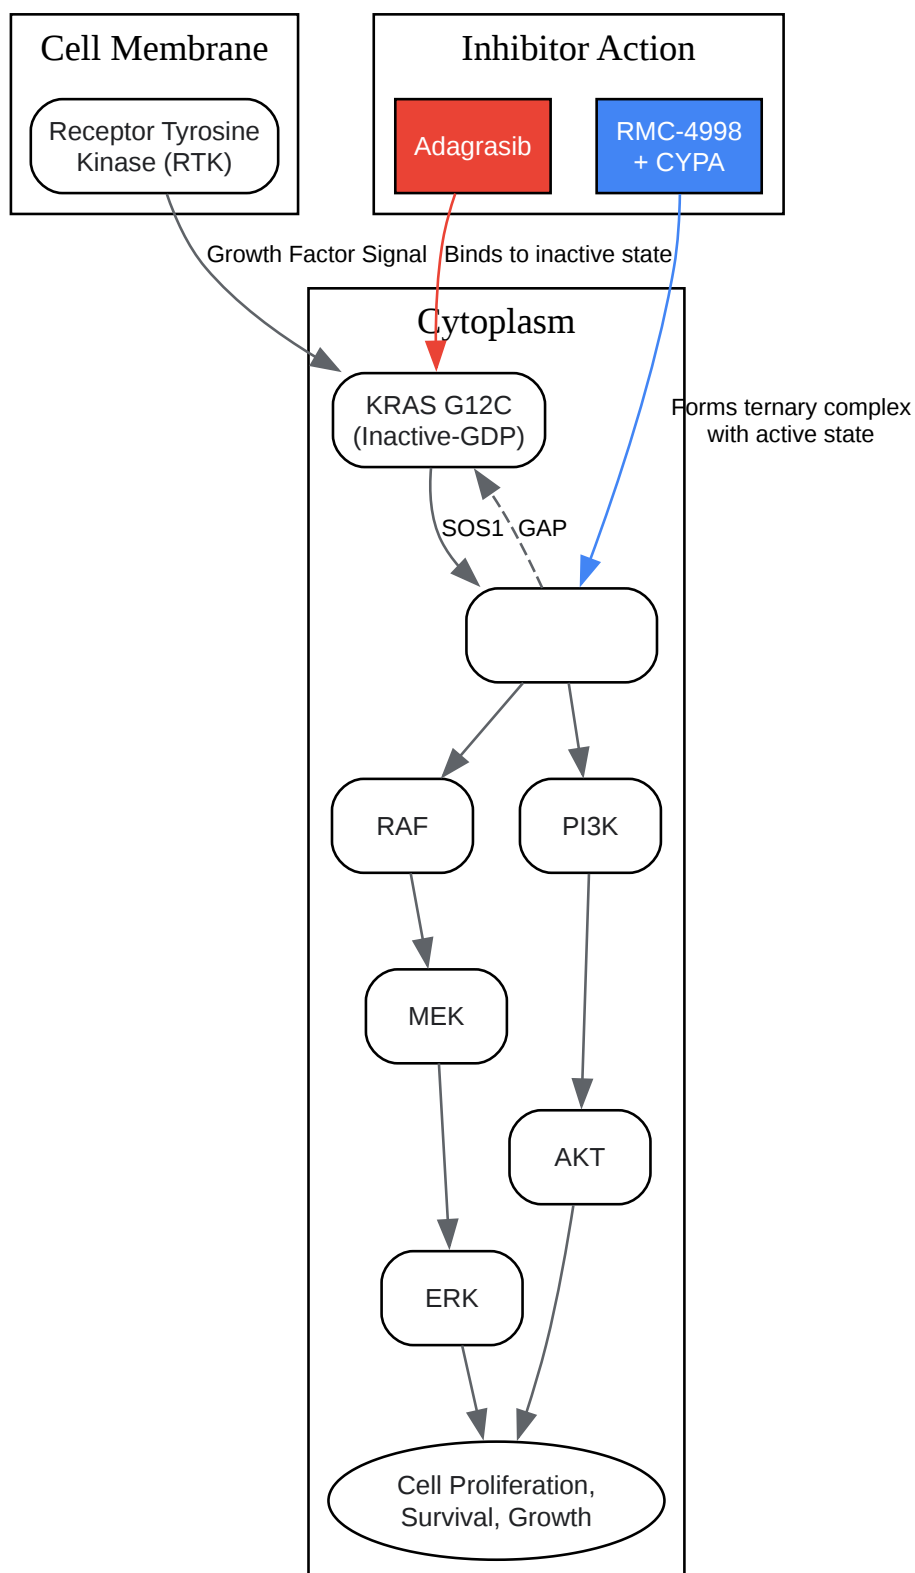 Cell Membrane
Receptor Tyrosine
Kinase (RTK)
Inhibitor Action
Adagrasib
RMC-4998
+ CYPA
Growth Factor Signal
Binds to inactive state
Cytoplasm
KRAS G12C
(Inactive-GDP)
Forms ternary complex
with active state
SOS1
GAP
RAF
PI3K
MEK
AKT
ERK
Cell Proliferation,
Survival, Growth